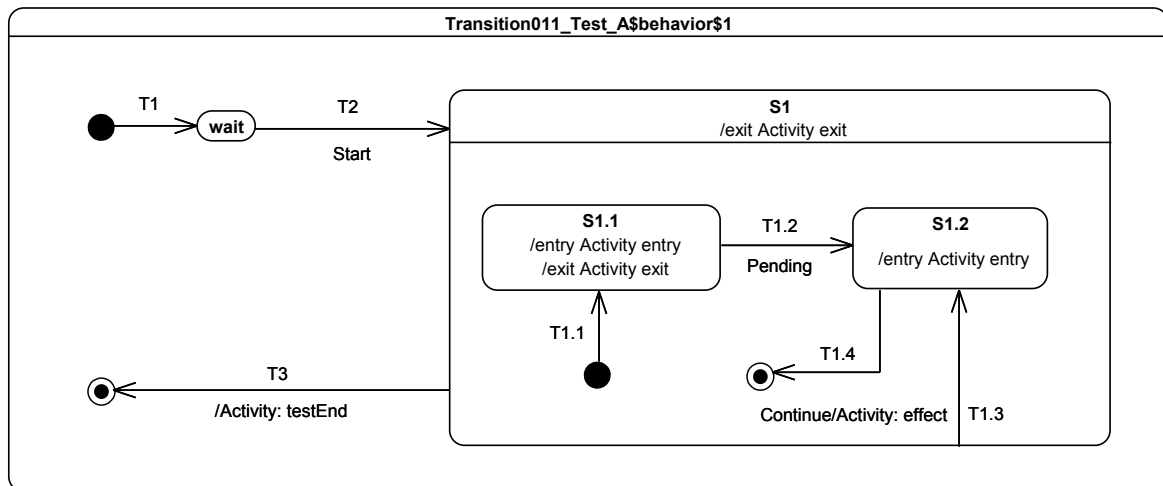 Transition011_Test_A$behavior$1
T1
wait
T2
Start
S1
/exit Activity exit
S1.1
/entry Activity entry
/exit Activity exit
T1.2
Pending
S1.2
/entry Activity entry
T1.1
T1.4
T3
/Activity: testEnd
Continue/Activity: effect
T1.3